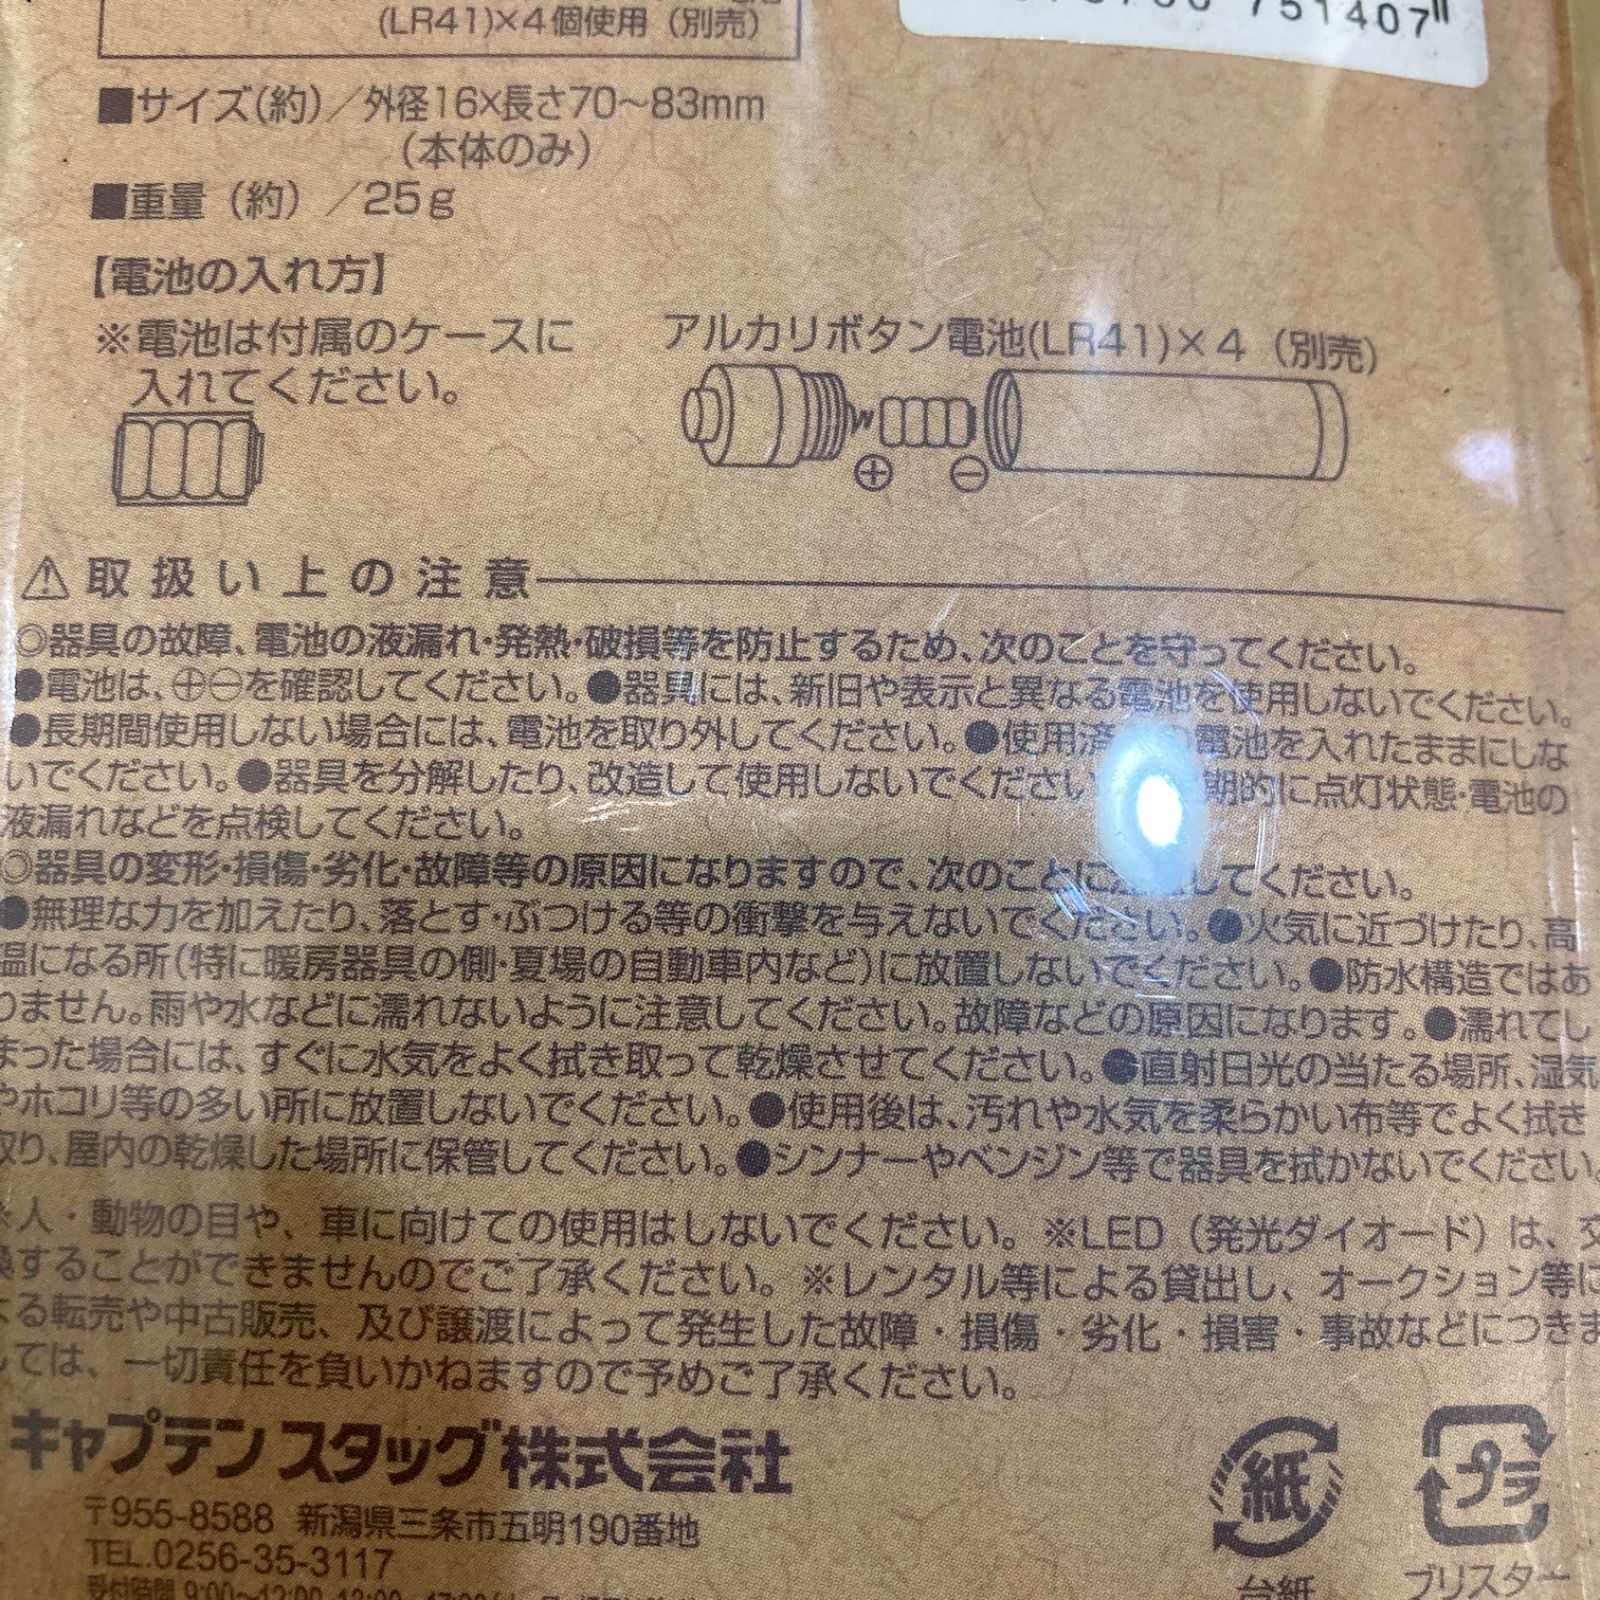 (LR41)×4個使用（別売）
751407
■サイズ(約)／外径16×長さ70〜83mm
（本体のみ）
■重量（約）／25g
【電池の入れ方】
※電池は付属のケースに
入れてください。
アルカリボタン電池(LR41)×4（別売）
⊕ ⊖
⚠取扱い上の注意
◎器具の故障、電池の液漏れ・発熱・破損等を防止するため、次のことを守ってください。
●電池は、⊕⊖を確認してください。●器具には、新旧や表示と異なる電池を使用しないでください。
●長期間使用しない場合には、電池を取り外してください。●使用済 電池を入れたままにしな
いでください。●器具を分解したり、改造して使用しないでください 期的に点灯状態・電池の
液漏れなどを点検してください。
◎器具の変形・損傷・劣化・故障等の原因になりますので、次のことに してください。
●無理な力を加えたり、落とす・ぶつける等の衝撃を与えないでください。●火気に近づけたり、高
温になる所（特に暖房器具の側・夏場の自動車内など）に放置しないでください。●防水構造ではあ
りません。雨や水などに濡れないように注意してください。故障などの原因になります。●濡れてし
まった場合には、すぐに水気をよく拭き取って乾燥させてください。●直射日光の当たる場所、湿気
やホコリ等の多い所に放置しないでください。●使用後は、汚れや水気を柔らかい布等でよく拭き
取り、屋内の乾燥した場所に保管してください。●シンナーやベンジン等で器具を拭かないでください。
※人・動物の目や、車に向けての使用はしないでください。※LED（発光ダイオード）は、交
換することができませんのでご了承ください。※レンタル等による貸出し、オークション等に
よる転売や中古販売、及び譲渡によって発生した故障・損傷・劣化・損害・事故などにつきま
しては、一切責任を負いかねますので予めご了承ください。
キャプテンスタッグ株式会社
〒955-8588 新潟県三条市五明190番地
TEL.0256-35-3117
受付時間 9:00〜12:00
紙
台紙
プラ
ブリスター